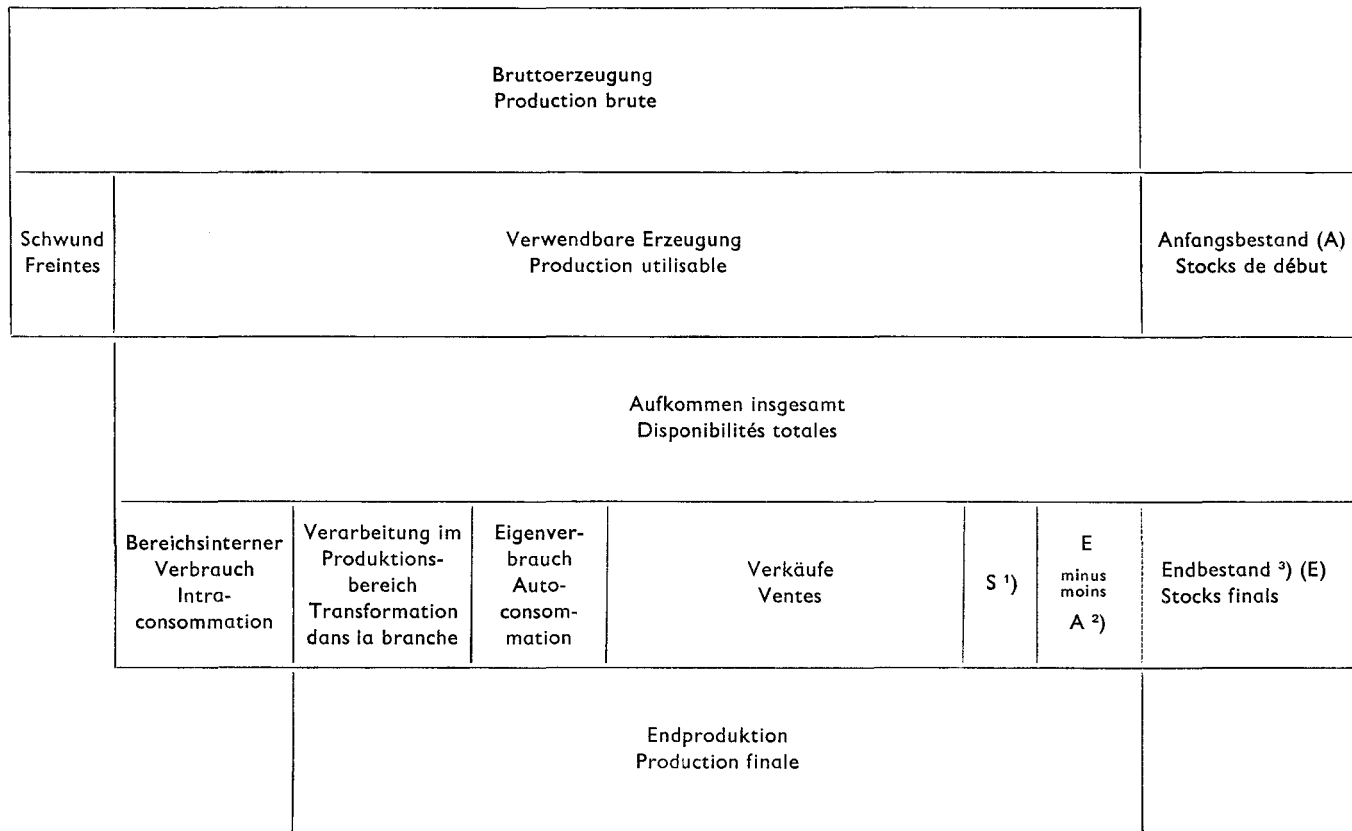 Bruttoerzeugung
Production brute
Schwund
Freintes
Verwendbare Erzeugung
Production utilisable
Anfangsbestand (A)
Stocks de début
Aufkommen insgesamt
Disponibilités totales
Bereichsinterner
Verbrauch
Intra-
consommation
Verarbeitung im
Produktions-
bereich
Transformation
dans la branche
Eigenver-
brauch
Auto-
consom-
mation
Verkäufe
Ventes
S ¹)
E
minus
moins
A ²)
Endbestand ³) (E)
Stocks finals
Endproduktion
Production finale